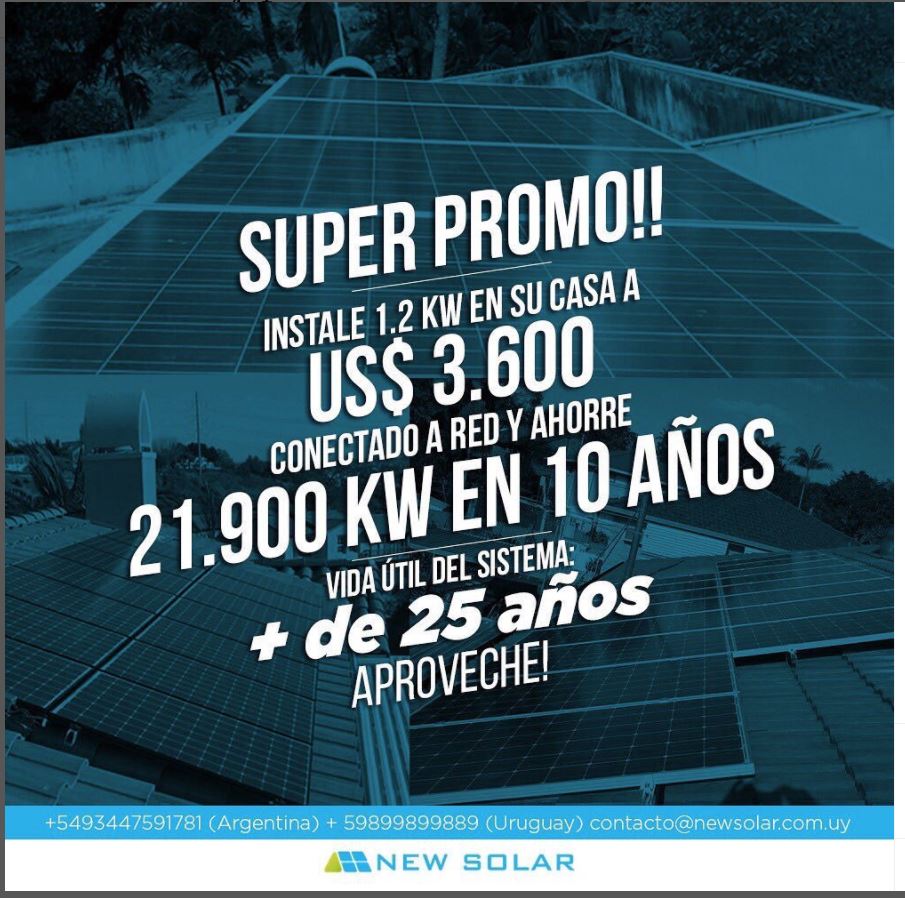 SUPER PROMO!!
INSTALE 1.2 KW EN SU CASA A
US$ 3.600
CONECTADO A RED Y AHORRE
21.900 KW EN 10 AÑOS
VIDA ÚTIL DEL SISTEMA:
+ de 25 años
APROVECHE!
+5493447591781 (Argentina) + 59899899889 (Uruguay) contacto@newsolar.com.uy
NEW SOLAR